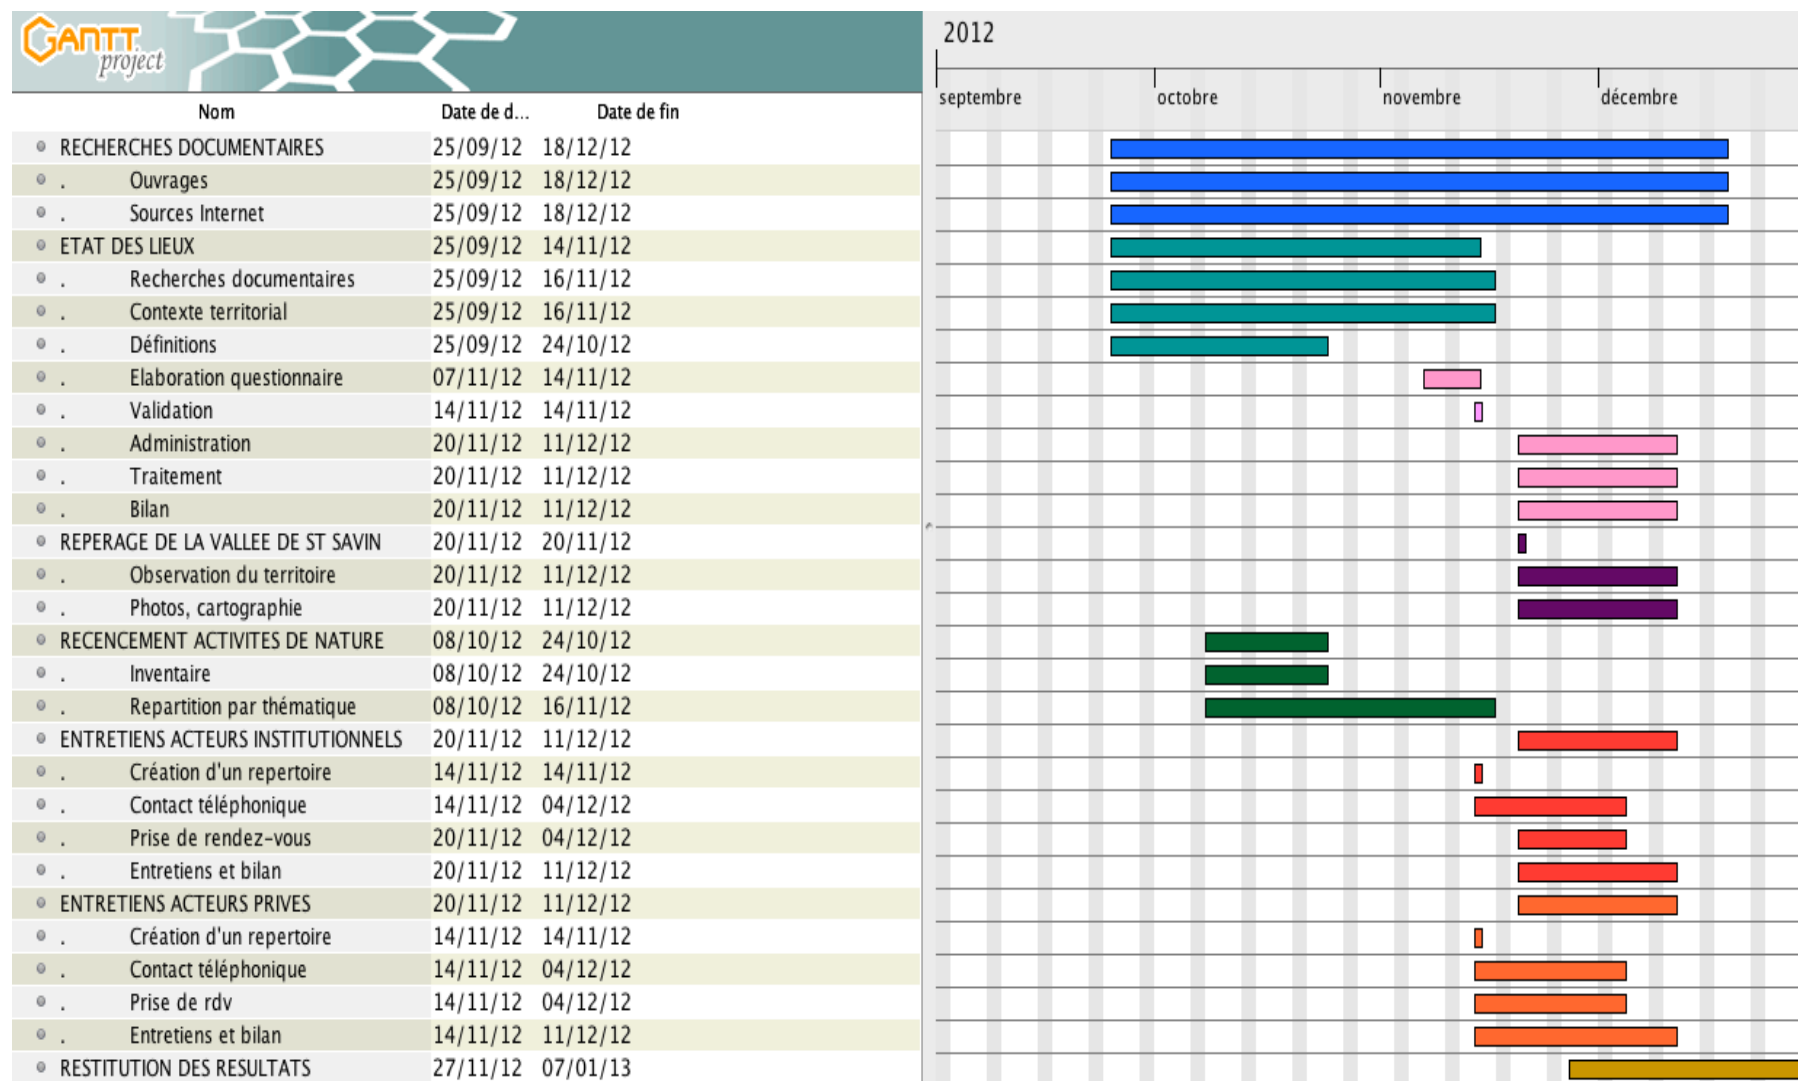 GANTT
project
2012
septembre octobre novembre décembre
Nom Date de d... Date de fin
RECHERCHES DOCUMENTAIRES 25/09/12 18/12/12
. Ouvrages 25/09/12 18/12/12
. Sources Internet 25/09/12 18/12/12
ETAT DES LIEUX 25/09/12 14/11/12
. Recherches documentaires 25/09/12 16/11/12
. Contexte territorial 25/09/12 16/11/12
. Définitions 25/09/12 24/10/12
. Elaboration questionnaire 07/11/12 14/11/12
. Validation 14/11/12 14/11/12
. Administration 20/11/12 11/12/12
. Traitement 20/11/12 11/12/12
. Bilan 20/11/12 11/12/12
REPERAGE DE LA VALLEE DE ST SAVIN 20/11/12 20/11/12
. Observation du territoire 20/11/12 11/12/12
. Photos, cartographie 20/11/12 11/12/12
RECENCEMENT ACTIVITES DE NATURE 08/10/12 24/10/12
. Inventaire 08/10/12 24/10/12
. Repartition par thématique 08/10/12 16/11/12
ENTRETIENS ACTEURS INSTITUTIONNELS 20/11/12 11/12/12
. Création d'un repertoire 14/11/12 14/11/12
. Contact téléphonique 14/11/12 04/12/12
. Prise de rendez-vous 20/11/12 04/12/12
. Entretiens et bilan 20/11/12 11/12/12
ENTRETIENS ACTEURS PRIVES 20/11/12 11/12/12
. Création d'un repertoire 14/11/12 14/11/12
. Contact téléphonique 14/11/12 04/12/12
. Prise de rdv 14/11/12 04/12/12
. Entretiens et bilan 14/11/12 11/12/12
RESTITUTION DES RESULTATS 27/11/12 07/01/13